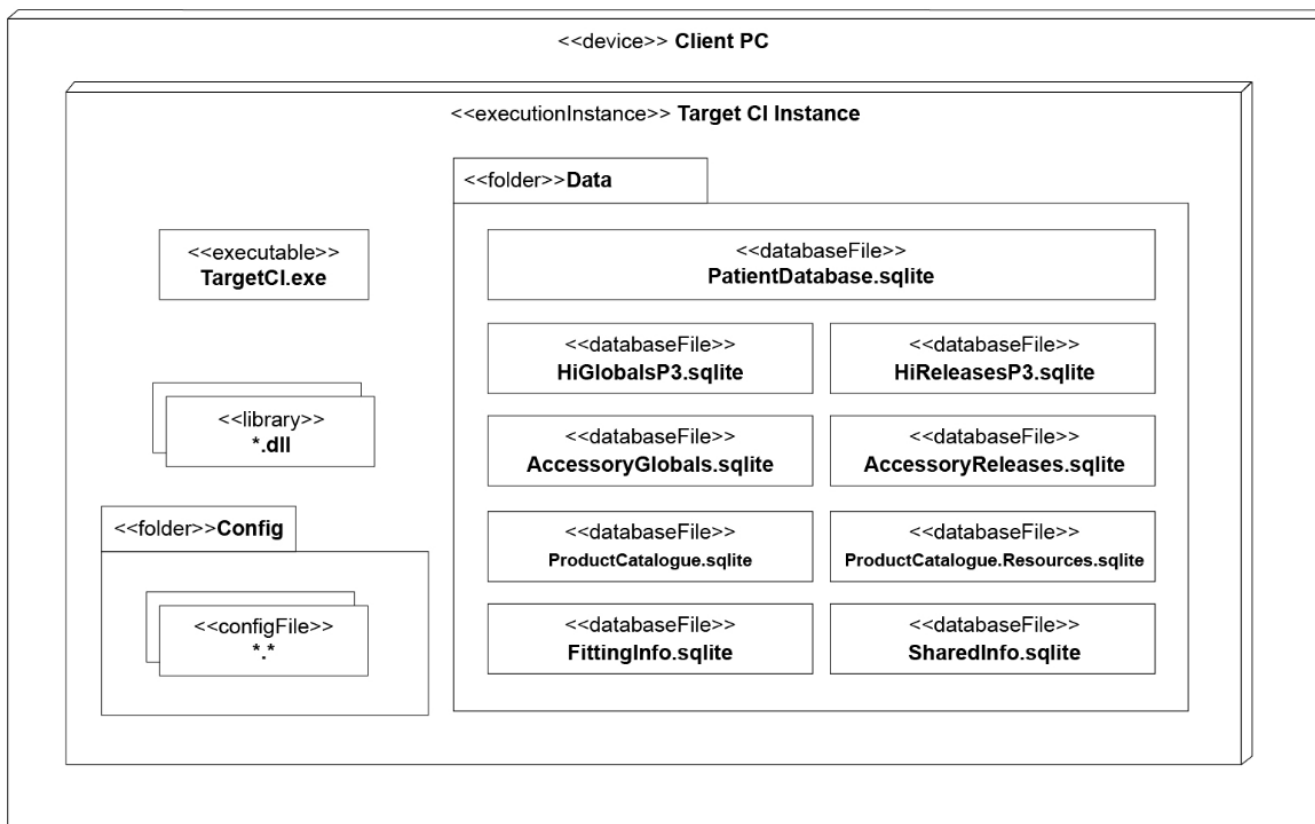 <<device>> Client PC
<<executionInstance>> Target CI Instance
<<folder>>Data
<<executable>>
TargetCI.exe
<<databaseFile>>
PatientDatabase.sqlite
<<databaseFile>>
HiGlobalsP3.sqlite
<<databaseFile>>
HiReleasesP3.sqlite
<<library>>
*.dll
<<databaseFile>>
AccessoryGlobals.sqlite
<<databaseFile>>
AccessoryReleases.sqlite
<<folder>>Config
<<databaseFile>>
ProductCatalogue.sqlite
<<databaseFile>>
ProductCatalogue.Resources.sqlite
<<configFile>>
*.*
<<databaseFile>>
FittingInfo.sqlite
<<databaseFile>>
SharedInfo.sqlite